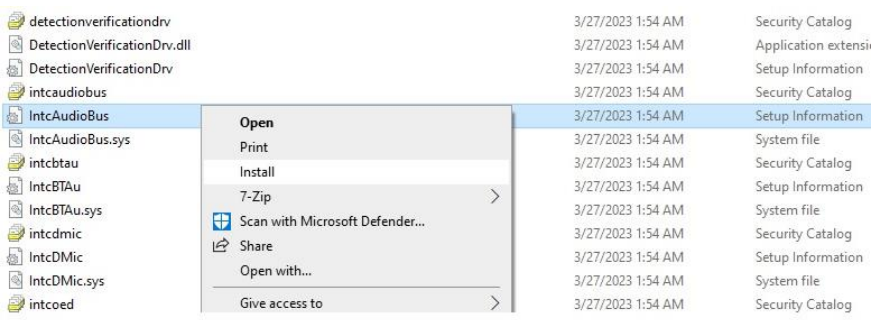 detectionverificationdrv 3/27/2023 1:54 AM Security Catalog
DetectionVerificationDrv.dll 3/27/2023 1:54 AM Application extensi
DetectionVerificationDrv 3/27/2023 1:54 AM Setup Information
intcaudiobus 3/27/2023 1:54 AM Security Catalog
IntcAudioBus 3/27/2023 1:54 AM Setup Information
IntcAudioBus.sys 3/27/2023 1:54 AM System file
intcbtau 3/27/2023 1:54 AM Security Catalog
IntcBTAu 3/27/2023 1:54 AM Setup Information
IntcBTAu.sys 3/27/2023 1:54 AM System file
intcdmic 3/27/2023 1:54 AM Security Catalog
IntcDMic 3/27/2023 1:54 AM Setup Information
IntcDMic.sys 3/27/2023 1:54 AM System file
intcoed 3/27/2023 1:54 AM Security Catalog
Open
Print
Install
7-Zip
Scan with Microsoft Defender...
Share
Open with...
Give access to